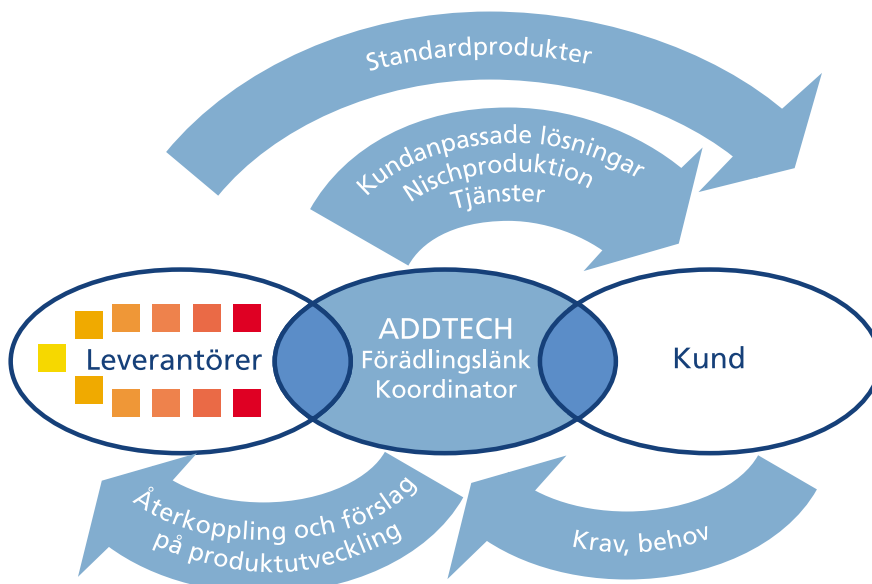 Standardprodukter
Kundanpassade lösningar
Nischproduktion
Tjänster
Leverantörer
ADDTECH
Förädlingslänk
Koordinator
Kund
Återkoppling och förslag
på produktutveckling
Krav, behov